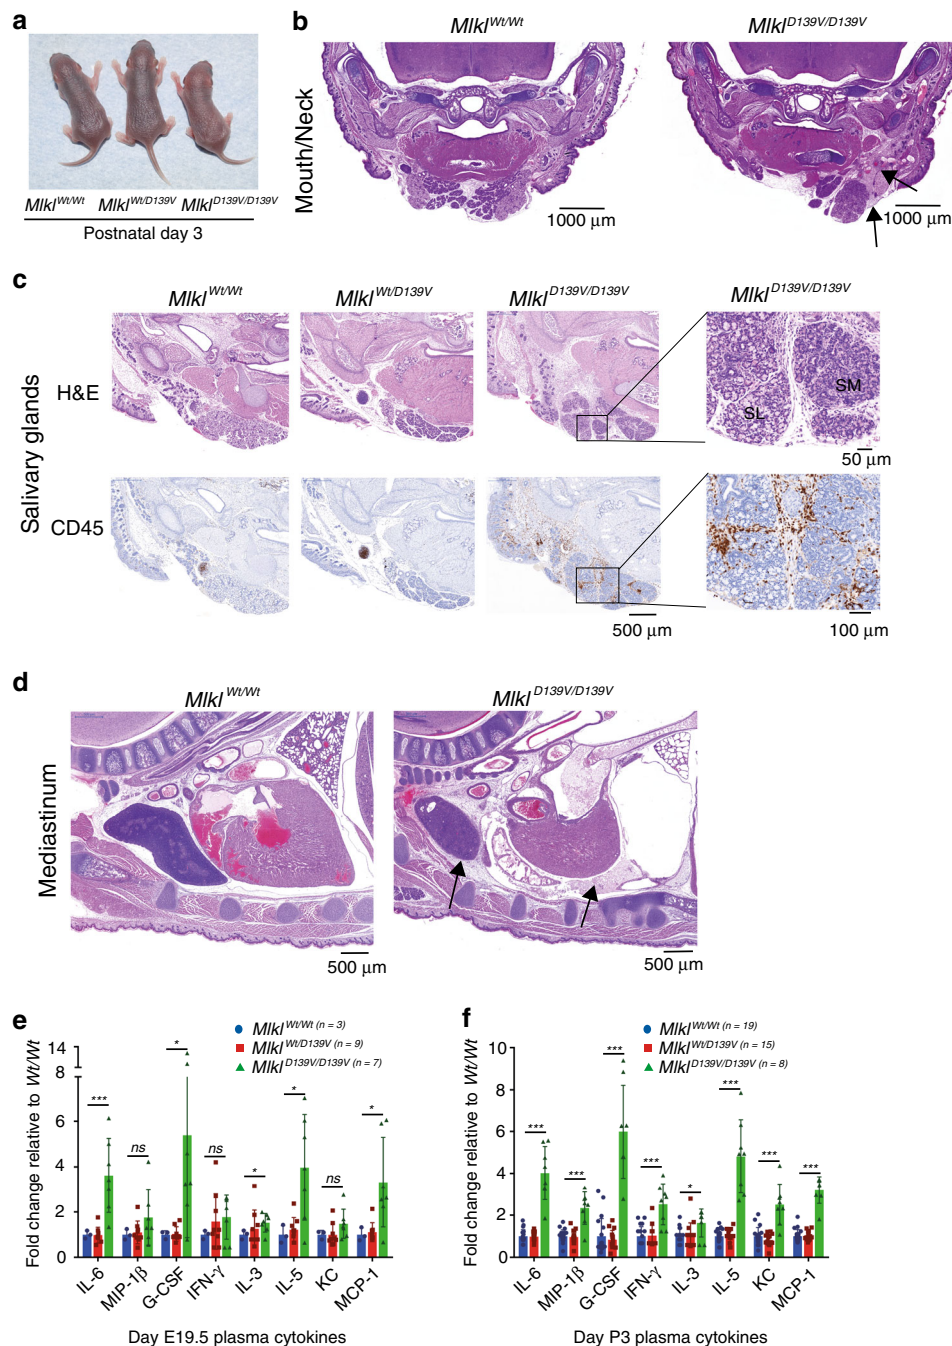 a
Mlkl^Wt/Wt Mlkl^Wt/D139V Mlkl^D139V/D139V
Postnatal day 3
b
Mlkl^Wt/Wt Mlkl^D139V/D139V
Mouth/Neck
1000 μm 1000 μm
c
Mlkl^Wt/Wt Mlkl^Wt/D139V Mlkl^D139V/D139V Mlkl^D139V/D139V
Salivary glands
H&E
SM
SL
50 μm
CD45
500 μm 100 μm
d
Mlkl^Wt/Wt Mlkl^D139V/D139V
Mediastinum
500 μm 500 μm
e
Mlkl^Wt/Wt (n = 3)
Mlkl^Wt/D139V (n = 9)
Mlkl^D139V/D139V (n = 7)
Fold change relative to Wt/Wt
14
8
6
4
2
0
*** ns * ns * * ns *
IL-6 MIP-1β G-CSF IFN-γ IL-3 IL-5 KC MCP-1
Day E19.5 plasma cytokines
f
Mlkl^Wt/Wt (n = 19)
Mlkl^Wt/D139V (n = 15)
Mlkl^D139V/D139V (n = 8)
Fold change relative to Wt/Wt
10
8
6
4
2
0
*** *** *** *** * *** *** ***
IL-6 MIP-1β G-CSF IFN-γ IL-3 IL-5 KC MCP-1
Day P3 plasma cytokines